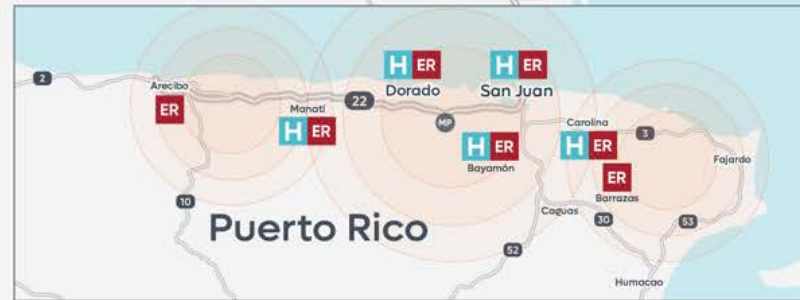 2
Arecibo
ER
Manatí
H ER
22
H ER
Dorado
H ER
San Juan
MP
H ER
Bayamón
Carolina
H ER
3
ER
Barrazas
Fajardo
10
Puerto Rico
Caguas
30
53
52
Humacao